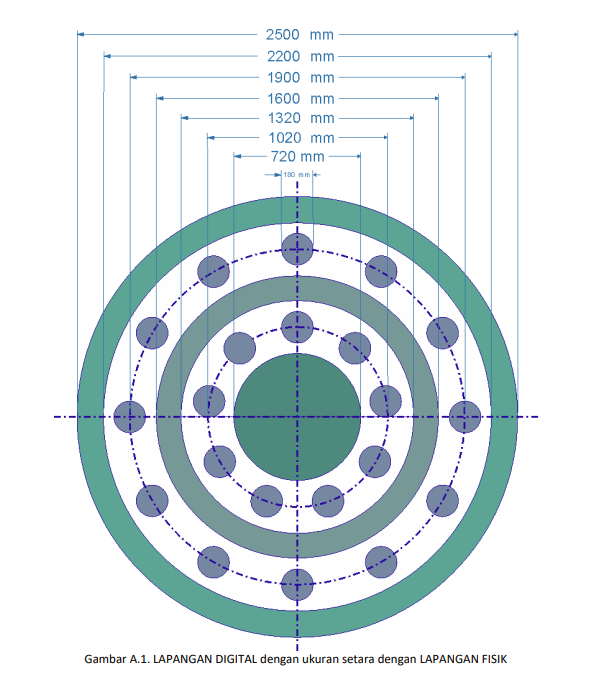 2500 mm
2200 mm
1900 mm
1600 mm
1320 mm
1020 mm
720 mm
180 mm
Gambar A.1. LAPANGAN DIGITAL dengan ukuran setara dengan LAPANGAN FISIK